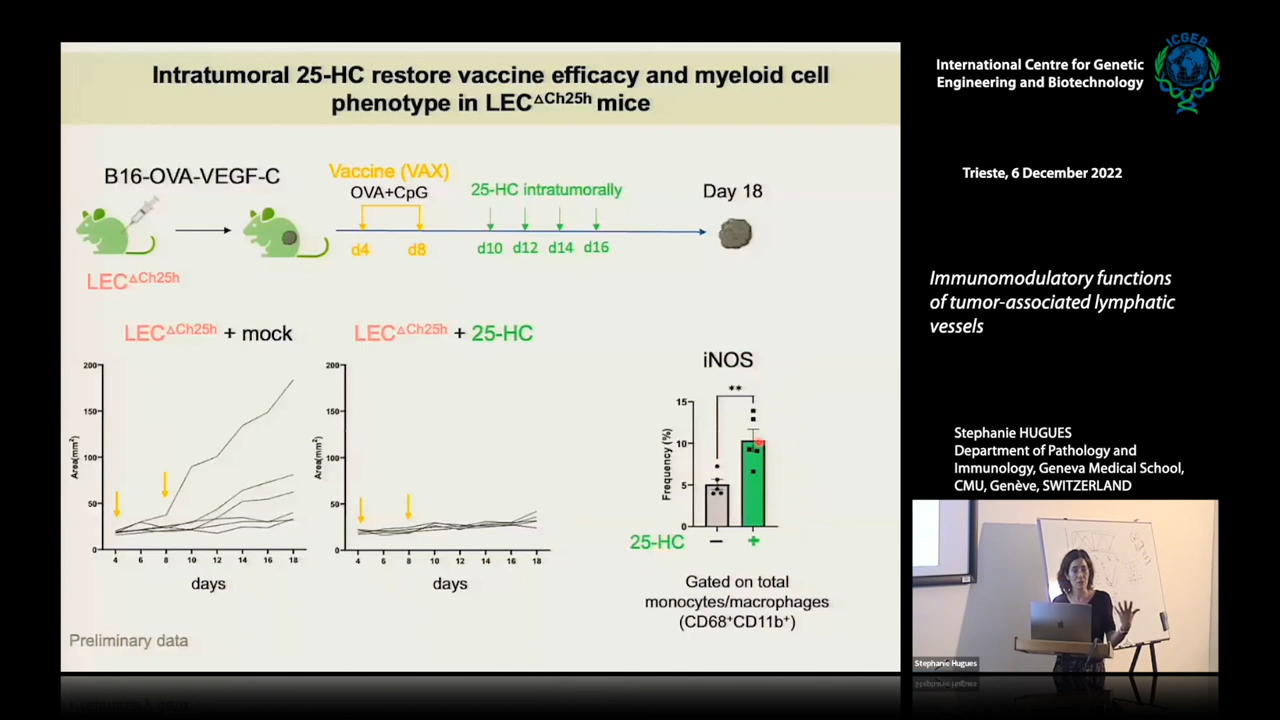 Intratumoral 25-HC restore vaccine efficacy and myeloid cell
phenotype in LEC△Ch25h mice
B16-OVA-VEGF-C
Vaccine (VAX)
OVA+CpG
25-HC intratumorally
Day 18
d4 d8 d10 d12 d14 d16
LEC△Ch25h
LEC△Ch25h + mock
LEC△Ch25h + 25-HC
200
150
100
50
0
Area(mm²)
4 6 8 10 12 14 16 18
days
200
150
100
50
0
Area(mm²)
4 6 8 10 12 14 16 18
days
iNOS
**
15
10
5
0
Frequency (%)
25-HC − +
Gated on total
monocytes/macrophages
(CD68⁺CD11b⁺)
Preliminary data
International Centre for Genetic
Engineering and Biotechnology
ICGEB
Trieste, 6 December 2022
Immunomodulatory functions
of tumor-associated lymphatic
vessels
Stephanie HUGUES
Department of Pathology and
Immunology, Geneva Medical School,
CMU, Genève, SWITZERLAND
Stephanie Hugues